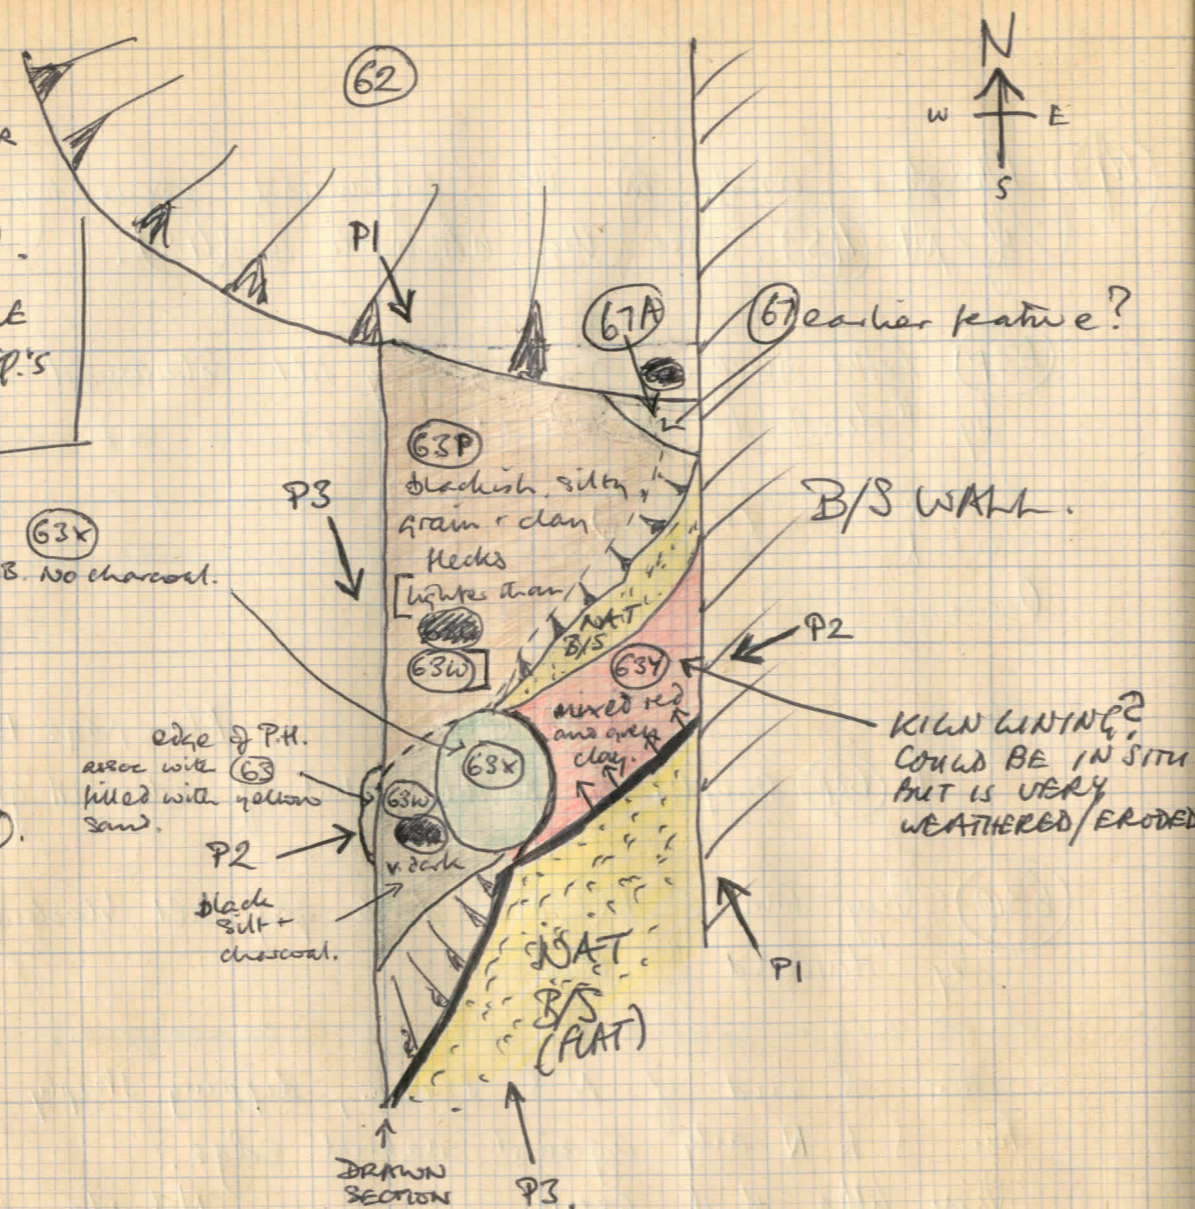 62
N
W E
S
P1
67A
67 earlier feature?
E
P.'s
63P
blackish, silty
grain + clay
flecks
[lighter than
63W]
P3
63X
B. No charcoal.
B/S WALL.
NAT
B/S
P2
63Y
mixed red
and grey
clay.
KILN LINING?
COULD BE IN SITU
BUT IS VERY
WEATHERED/ERODED
63X
edge of P.H.
assoc with 63
filled with yellow
sand.
63W
v. dark
P2
black
silt +
charcoal.
NAT
B/S
(FLAT)
P1
DRAWN
SECTION
P3.